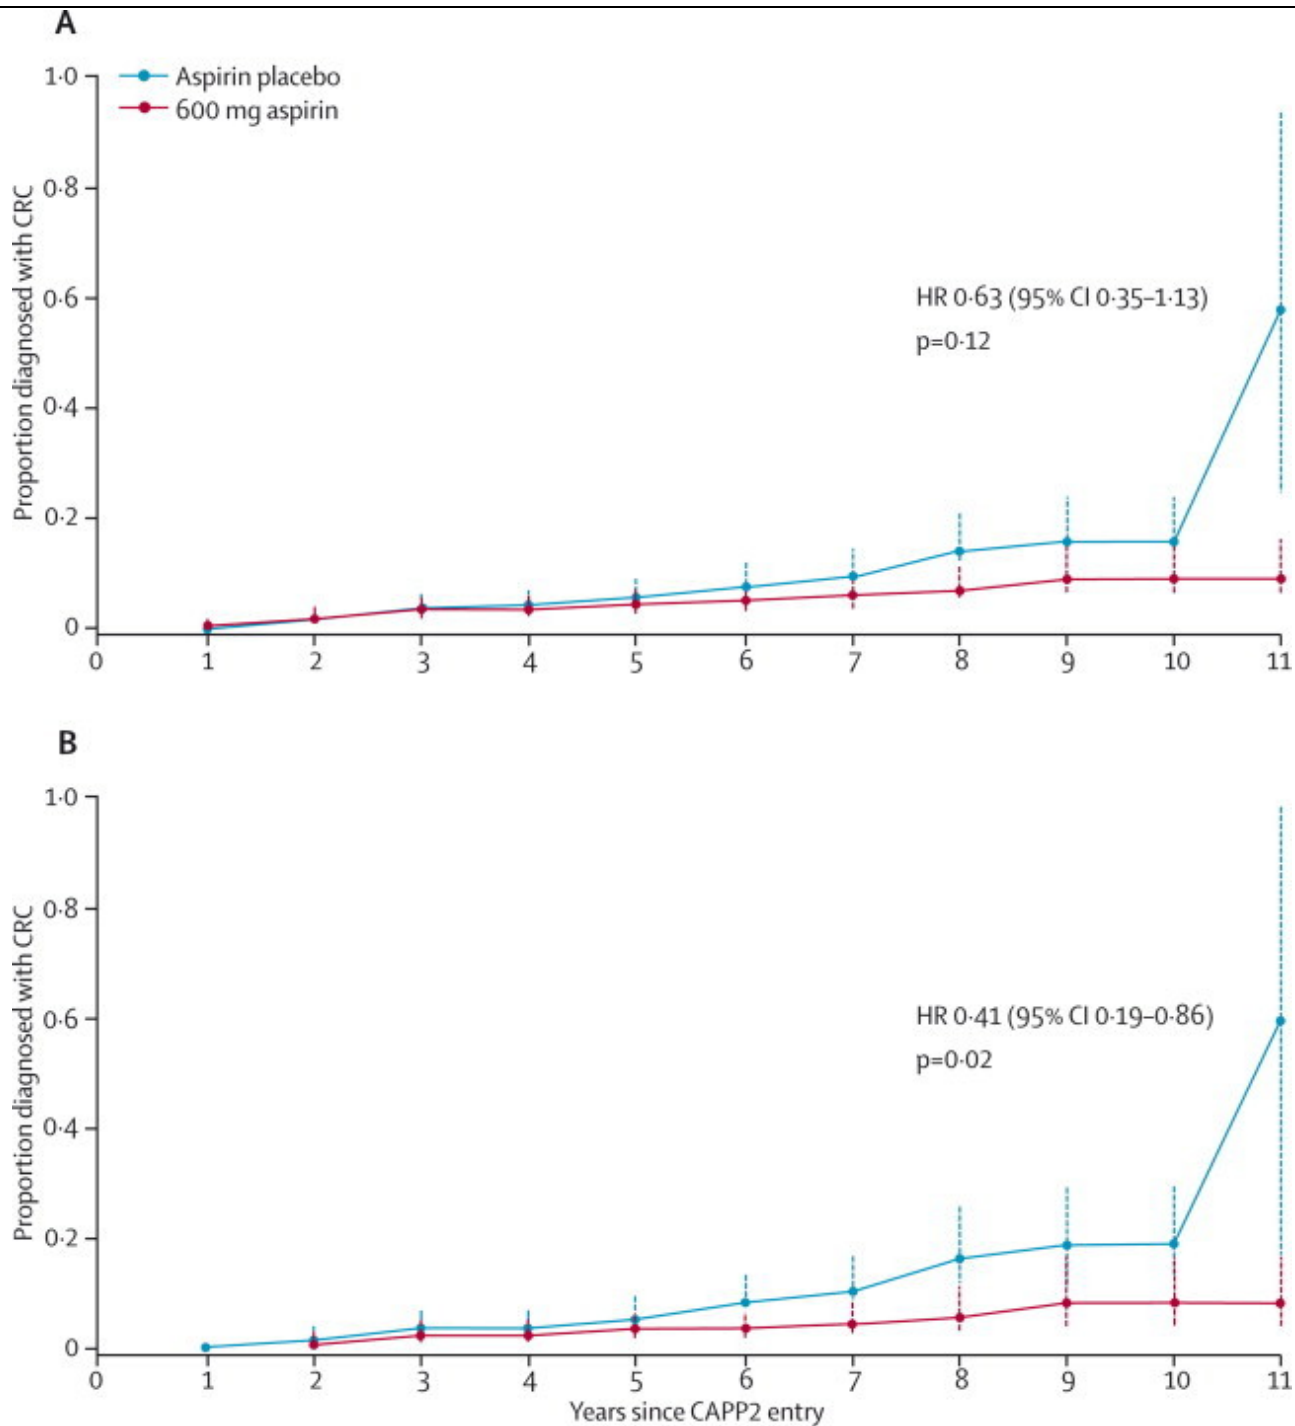 A
1·0
Aspirin placebo
600 mg aspirin
0·8
0·6
0·4
0·2
0
Proportion diagnosed with CRC
HR 0·63 (95% CI 0·35–1·13)
p=0·12
0 1 2 3 4 5 6 7 8 9 10 11
B
1·0
0·8
0·6
0·4
0·2
0
Proportion diagnosed with CRC
HR 0·41 (95% CI 0·19–0·86)
p=0·02
0 1 2 3 4 5 6 7 8 9 10 11
Years since CAPP2 entry